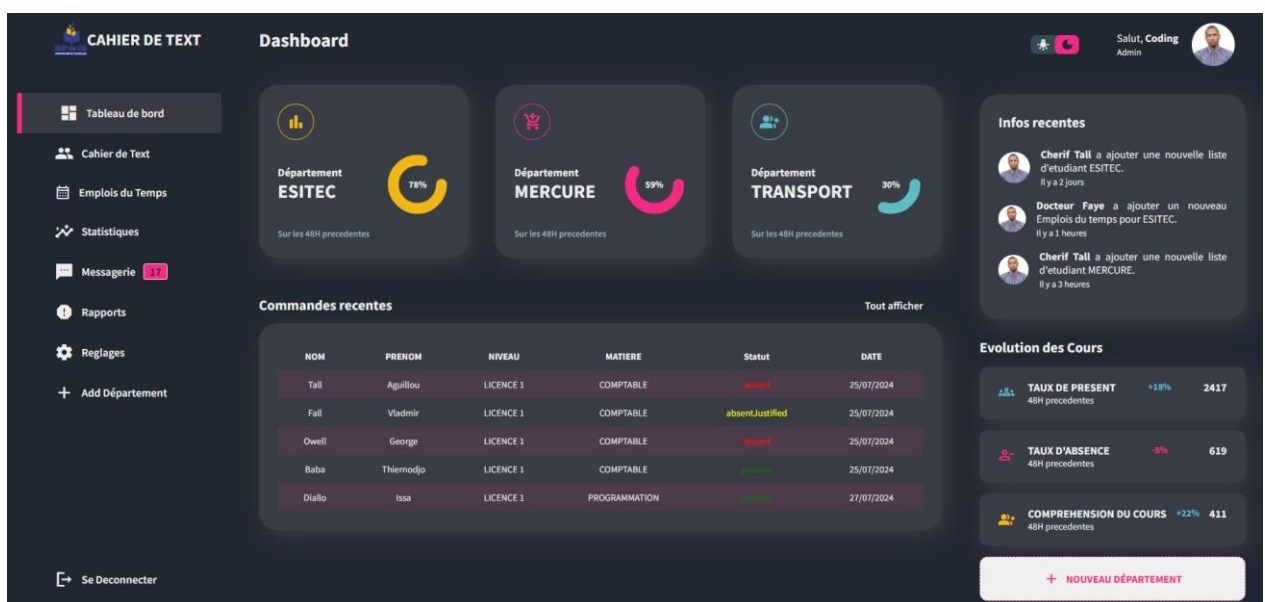 CAHIER DE TEXT
Dashboard
Salut, Coding
Admin
Tableau de bord
Cahier de Text
Emplois du Temps
Statistiques
Messagerie 17
Rapports
Reglages
Add Département
Se Deconnecter
Département
ESITEC
78%
Sur les 48H precedentes
Département
MERCURE
59%
Sur les 48H precedentes
Département
TRANSPORT
30%
Sur les 48H precedentes
Commandes recentes
Tout afficher
NOM PRENOM NIVEAU MATIERE Statut DATE
Tall Aguillou LICENCE 1 COMPTABLE absent 25/07/2024
Fall Vladmir LICENCE 1 COMPTABLE absentJustified 25/07/2024
Owell George LICENCE 1 COMPTABLE absent 25/07/2024
Baba Thiernodjo LICENCE 1 COMPTABLE present 25/07/2024
Diallo Issa LICENCE 1 PROGRAMMATION 27/07/2024
Infos recentes
Cherif Tall a ajouter une nouvelle liste
d'etudiant ESITEC.
Il y a 2 jours
Docteur Faye a ajouter un nouveau
Emplois du temps pour ESITEC.
Il y a 1 heures
Cherif Tall a ajouter une nouvelle liste
d'etudiant MERCURE.
Il y a 3 heures
Evolution des Cours
TAUX DE PRESENT +18% 2417
48H precedentes
TAUX D'ABSENCE -5% 619
48H precedentes
COMPREHENSION DU COURS +22% 411
48H precedentes
+ NOUVEAU DÉPARTEMENT